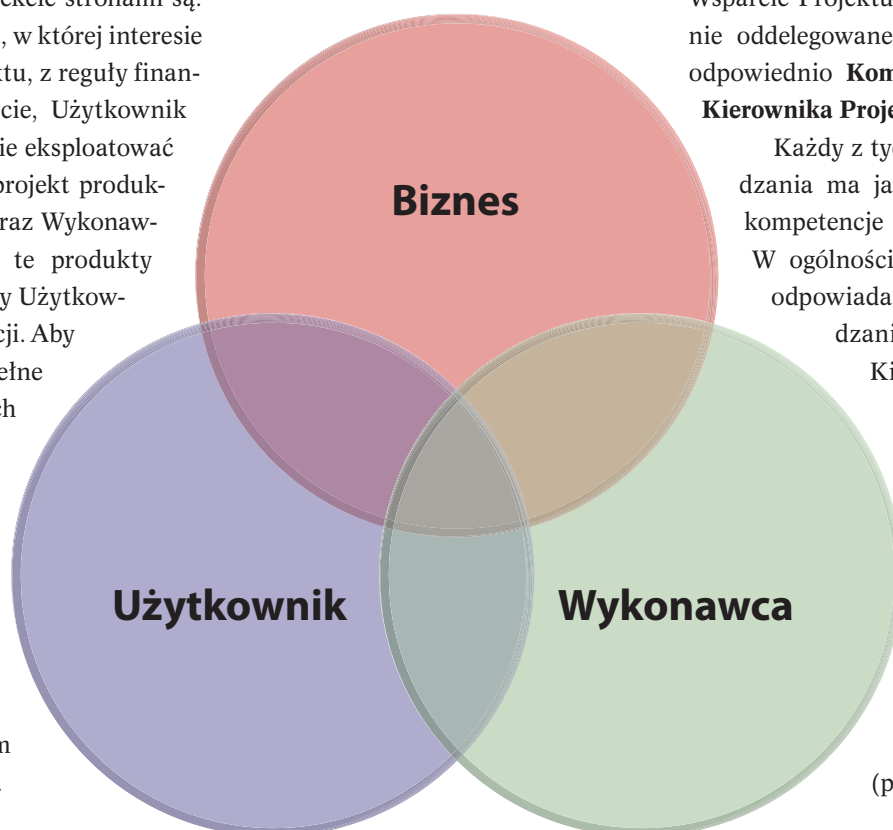 ekcie stronami są:
, w której interesie
ktu, z reguły finan-
cie, Użytkownik
ie eksploatować
projekt produk-
raz Wykonaw-
te produkty
y Użytkow-
cji. Aby
ełne
ch
m
Biznes
Użytkownik
Wykonawca
Wsparcie Projektu
nie oddelegowane
odpowiednio Kom
Kierownika Proje
Każdy z tyc
dzania ma ja
kompetencje
W ogólności
odpowiada
dzani
Ki
(p